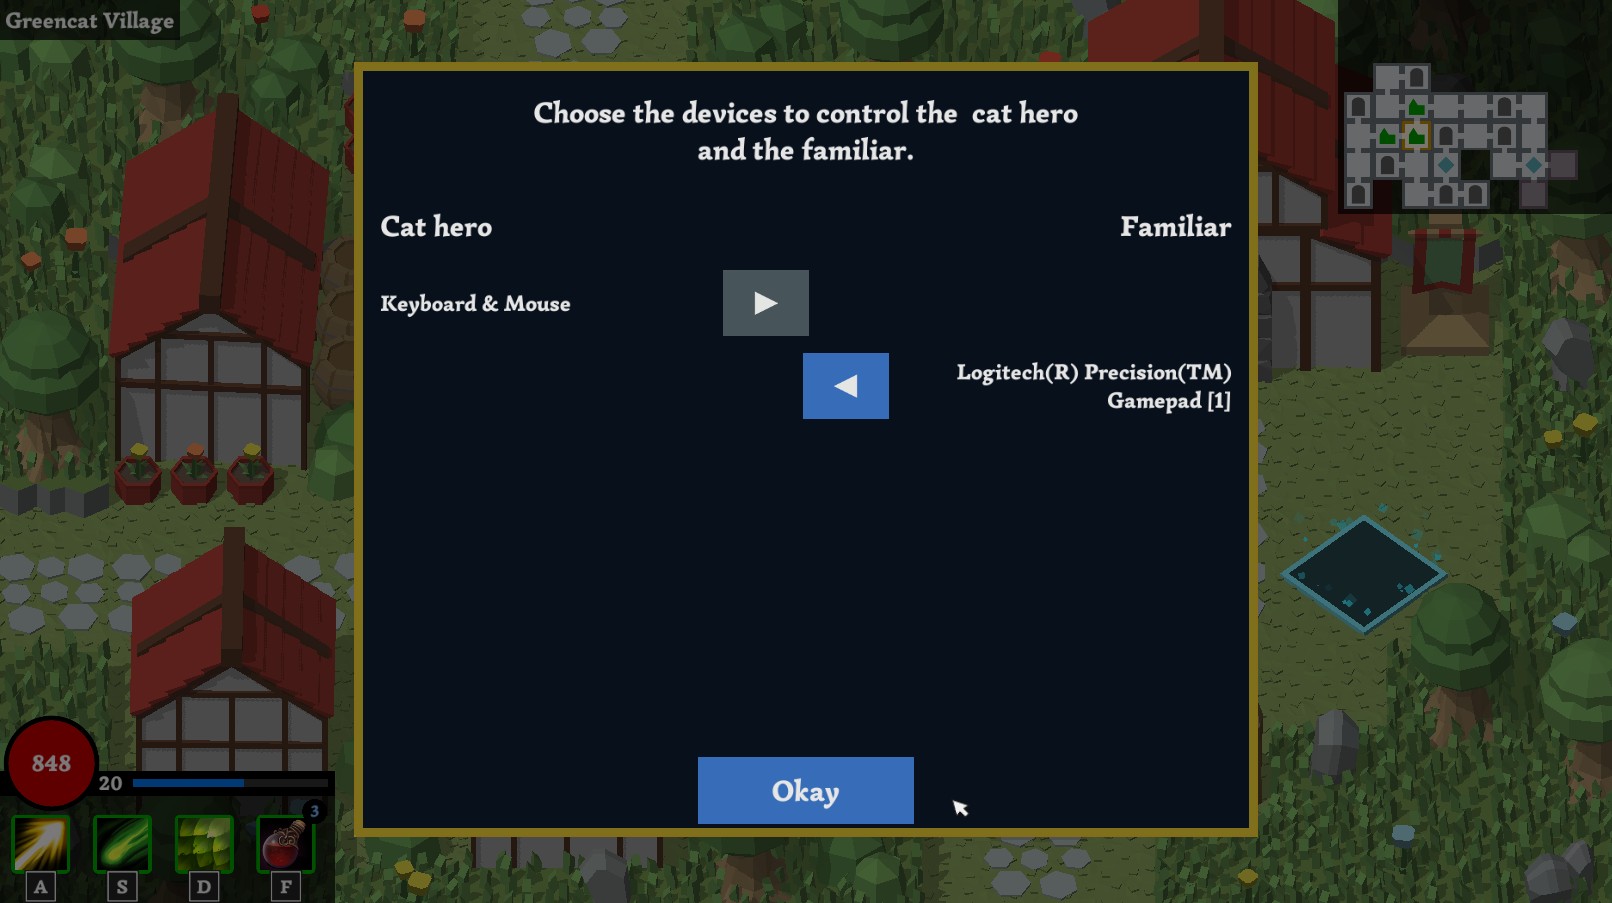 Greencat Village
Choose the devices to control the cat hero
and the familiar.
Cat hero
Familiar
Keyboard & Mouse
Logitech(R) Precision(TM)
Gamepad [1]
Okay
848
20
3
A
S
D
F